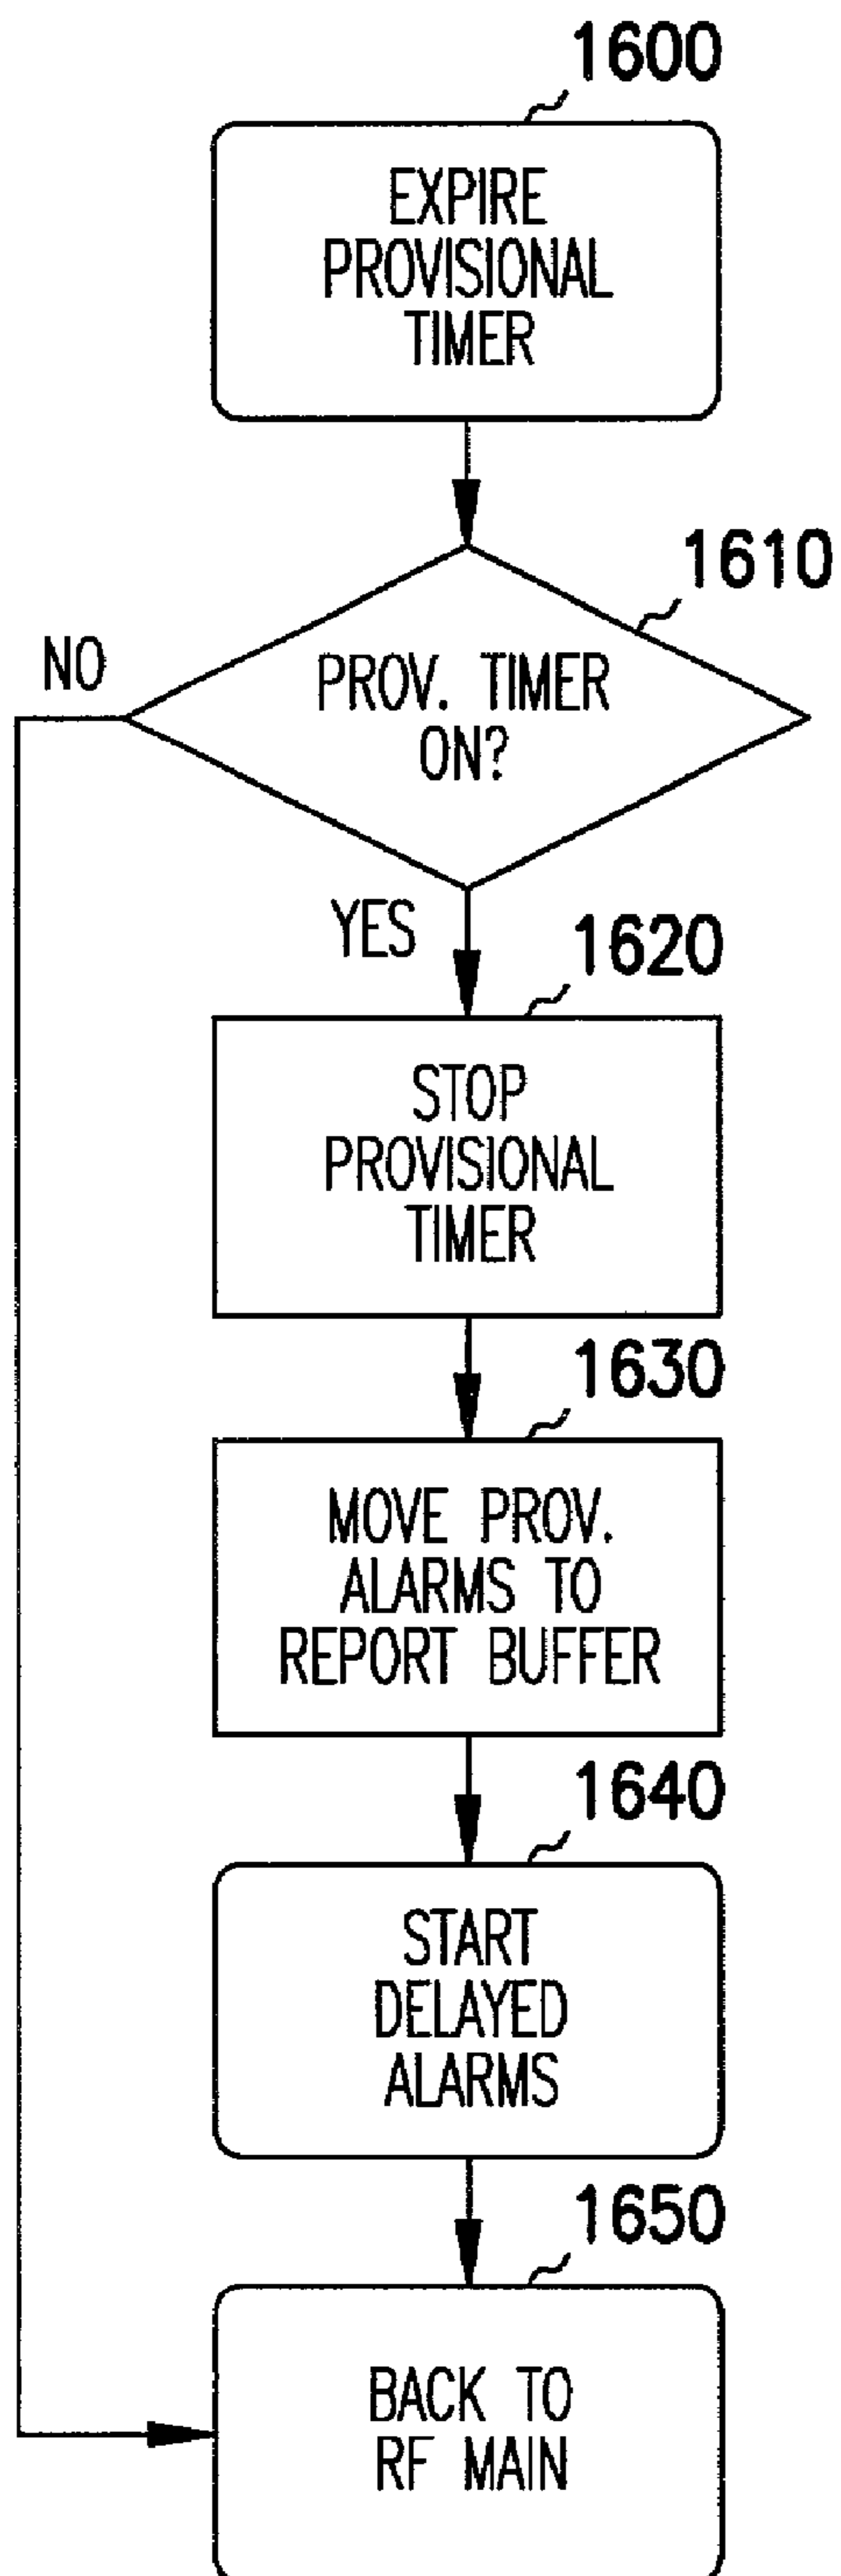 1600
EXPIRE
PROVISIONAL
TIMER
1610
NO
PROV. TIMER
ON?
YES
1620
STOP
PROVISIONAL
TIMER
1630
MOVE PROV.
ALARMS TO
REPORT BUFFER
1640
START
DELAYED
ALARMS
1650
BACK TO
RF MAIN